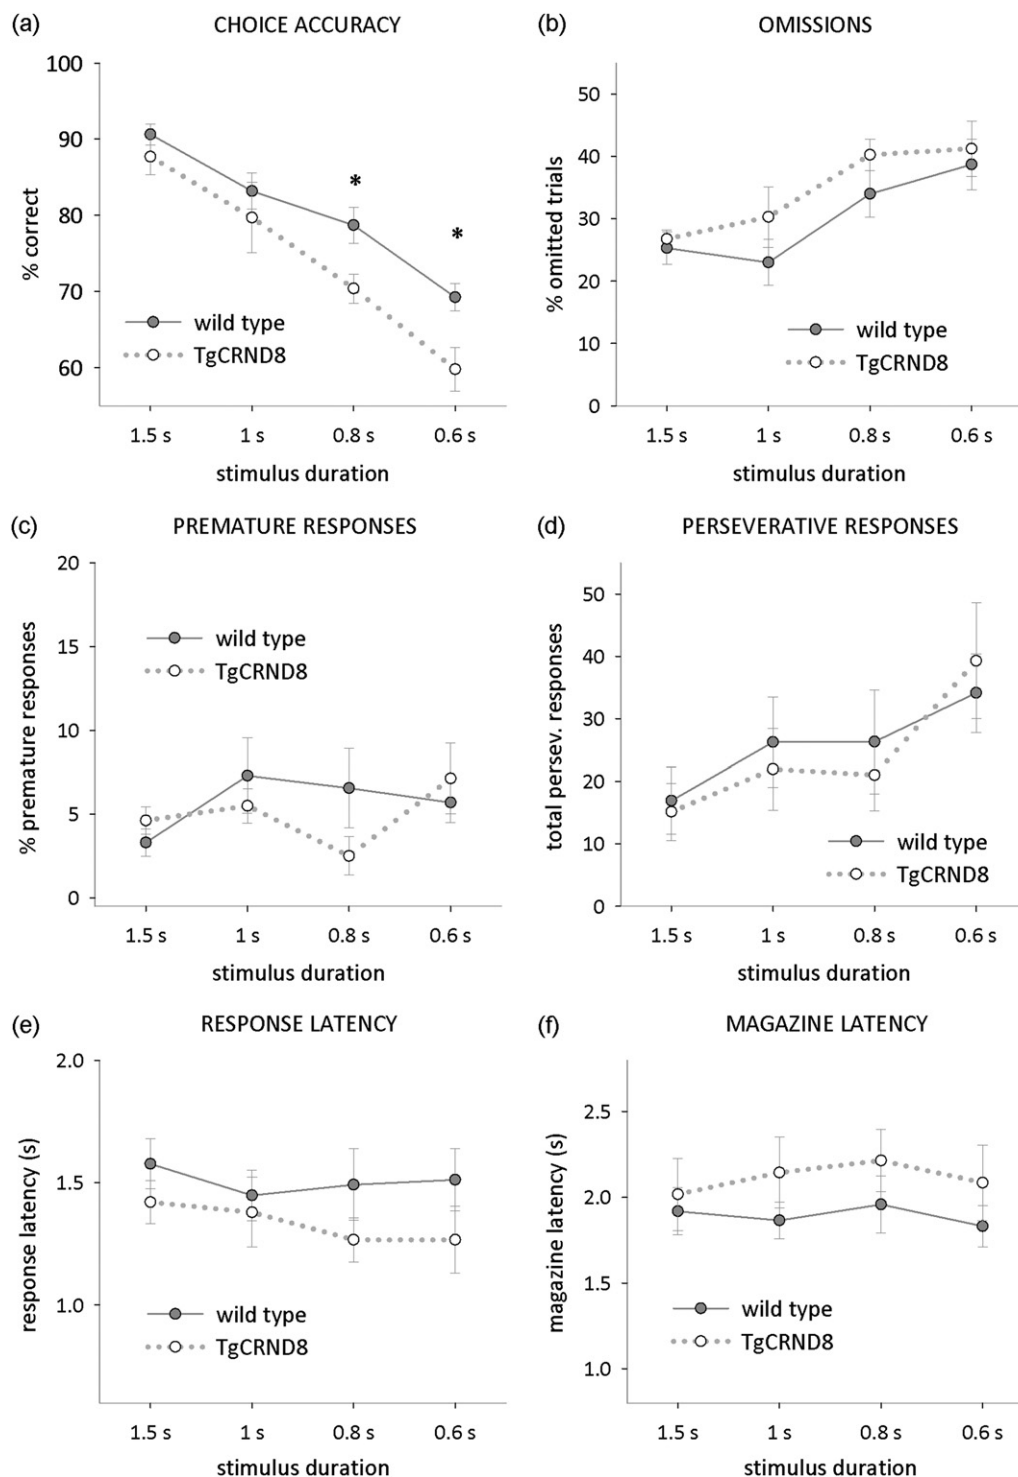 (a) CHOICE ACCURACY
100
90
80
70
60
% correct
*
*
wild type
TgCRND8
1.5 s 1 s 0.8 s 0.6 s
stimulus duration
(b) OMISSIONS
50
40
30
20
10
0
% omitted trials
wild type
TgCRND8
1.5 s 1 s 0.8 s 0.6 s
stimulus duration
(c) PREMATURE RESPONSES
20
15
10
5
0
% premature responses
wild type
TgCRND8
1.5 s 1 s 0.8 s 0.6 s
stimulus duration
(d) PERSEVERATIVE RESPONSES
50
40
30
20
10
0
total persev. responses
wild type
TgCRND8
1.5 s 1 s 0.8 s 0.6 s
stimulus duration
(e) RESPONSE LATENCY
2.0
1.5
1.0
response latency (s)
wild type
TgCRND8
1.5 s 1 s 0.8 s 0.6 s
stimulus duration
(f) MAGAZINE LATENCY
2.5
2.0
1.5
1.0
magazine latency (s)
wild type
TgCRND8
1.5 s 1 s 0.8 s 0.6 s
stimulus duration